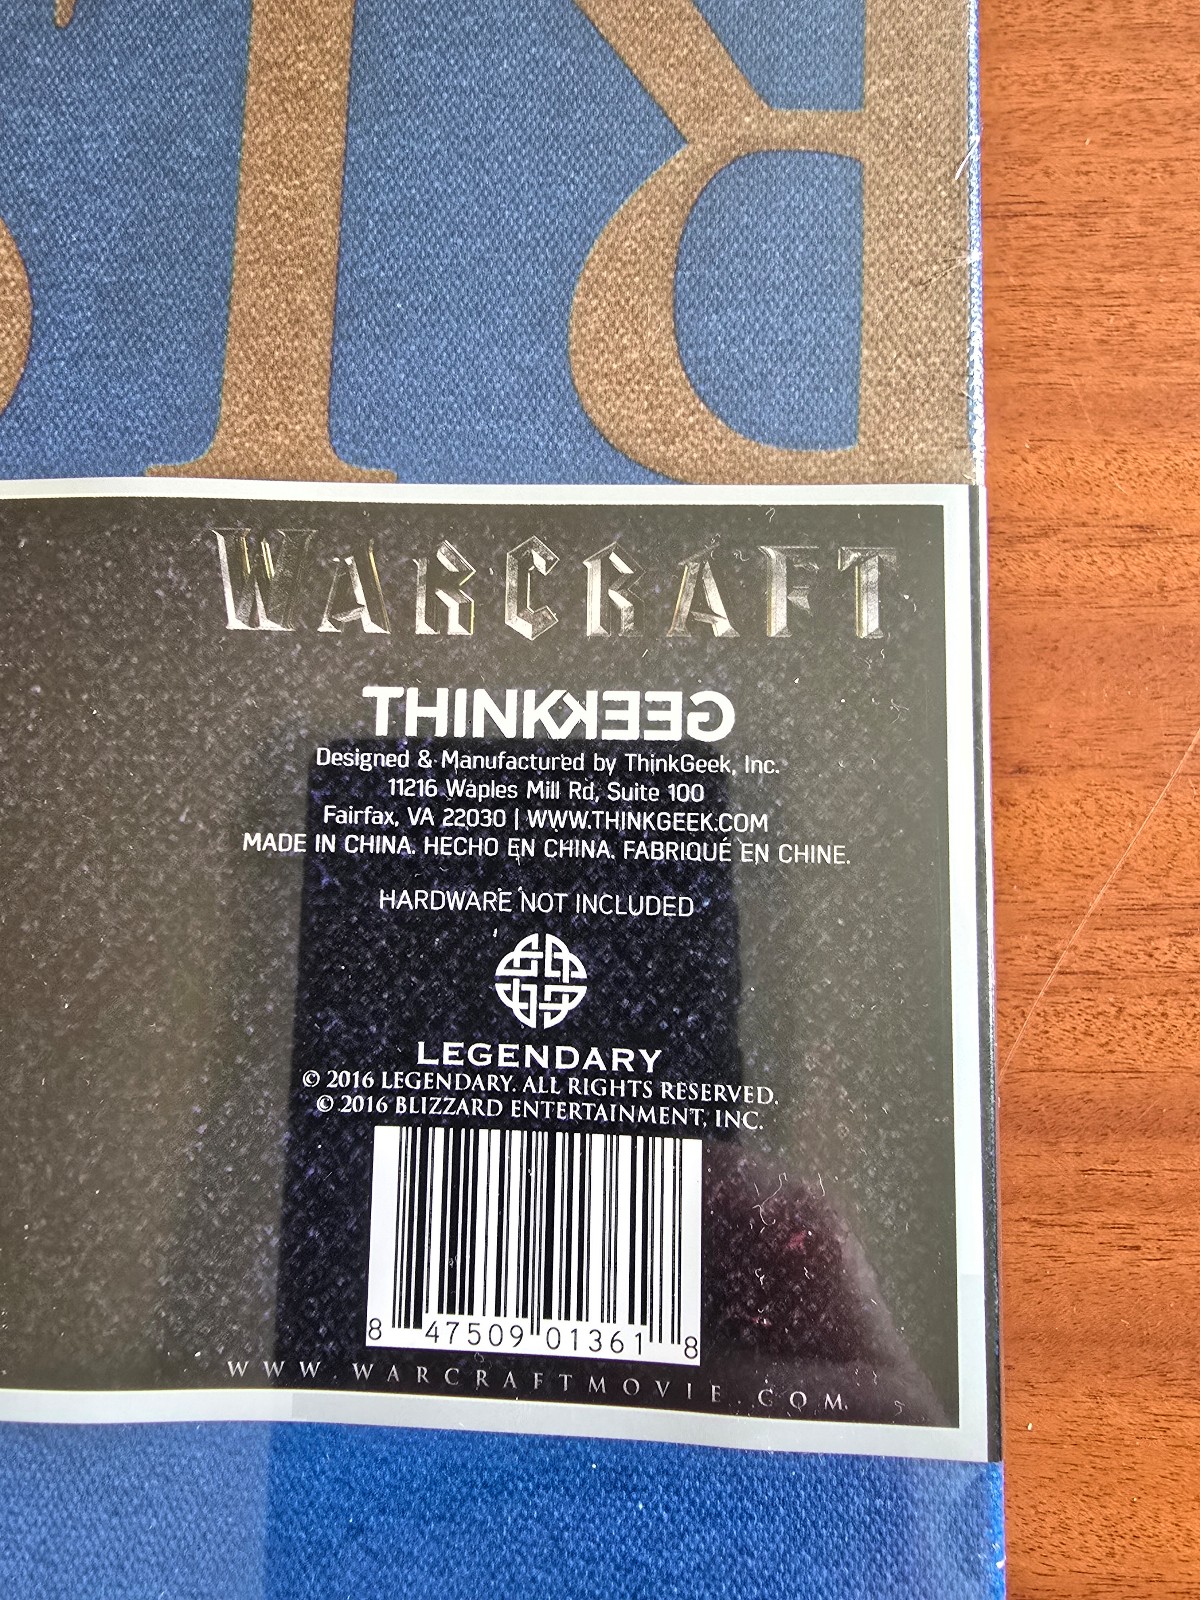 WARCRAFT
THINKGEEK
Designed & Manufactured by ThinkGeek, Inc.
11216 Waples Mill Rd, Suite 100
Fairfax, VA 22030 | WWW.THINKGEEK.COM
MADE IN CHINA. HECHO EN CHINA. FABRIQUÉ EN CHINE.
HARDWARE NOT INCLUDED
LEGENDARY
© 2016 LEGENDARY. ALL RIGHTS RESERVED.
© 2016 BLIZZARD ENTERTAINMENT, INC.
8 47509 01361 8
WWW.WARCRAFTMOVIE.COM